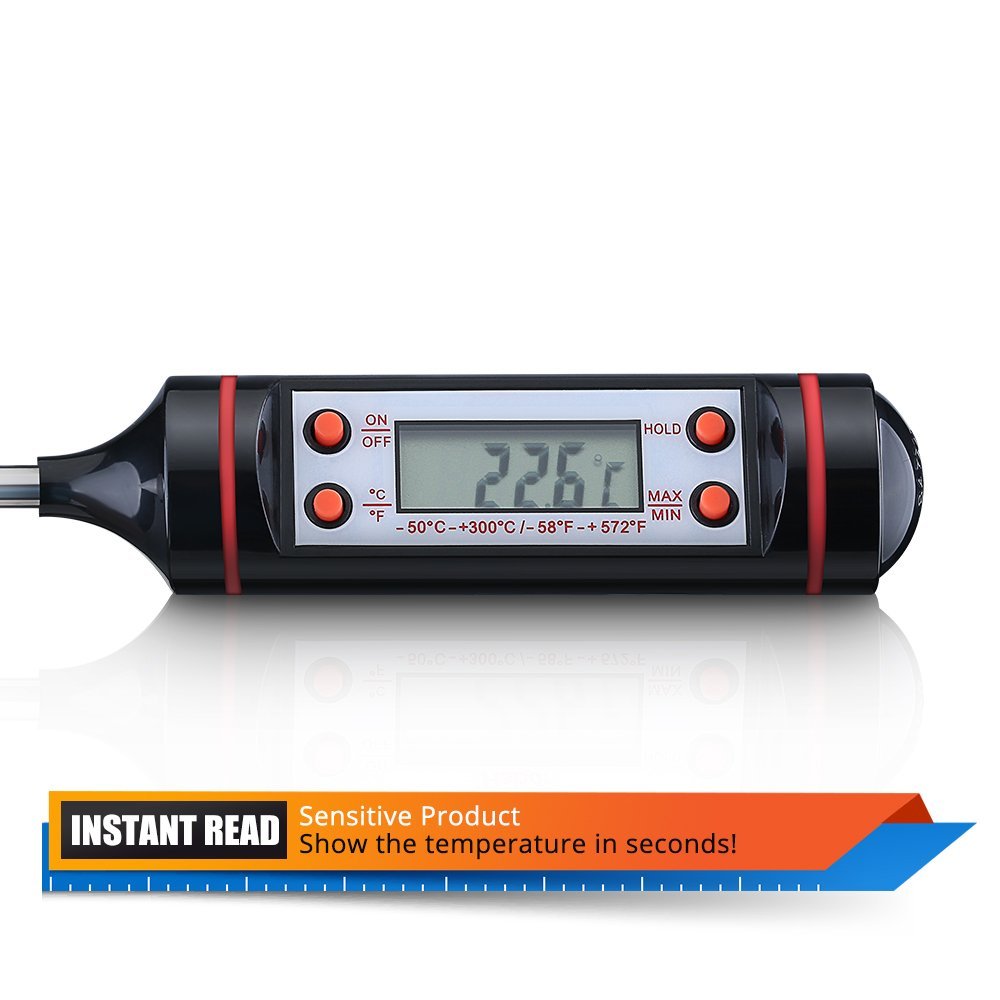 ON
OFF
HOLD
22.6°C
°C
°F
MAX
MIN
- 50°C - +300°C / - 58°F - + 572°F
INSTANT READ
Sensitive Product
Show the temperature in seconds!